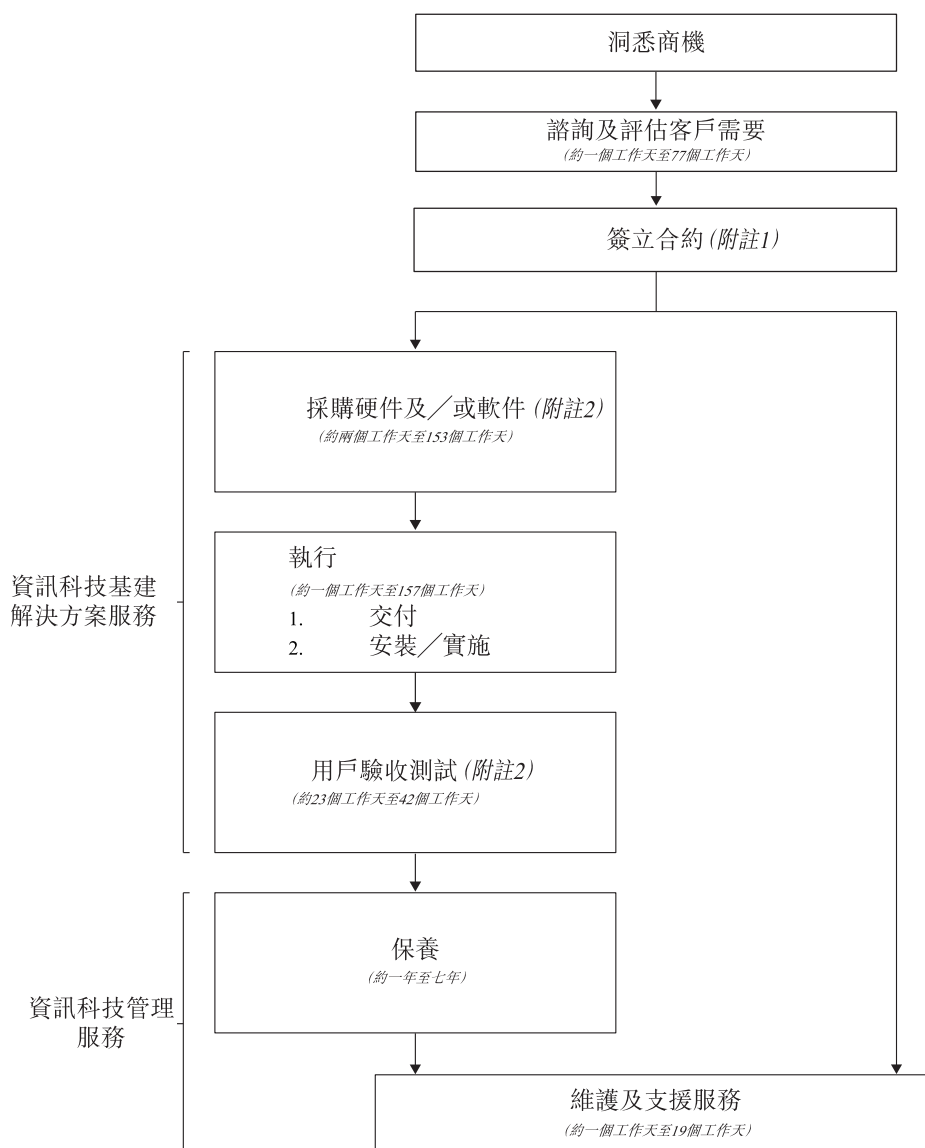 洞悉商機
諮詢及評估客戶需要
(約一個工作天至77個工作天)
簽立合約 (附註1)
採購硬件及／或軟件 (附註2)
(約兩個工作天至153個工作天)
執行
(約一個工作天至157個工作天)
1. 交付
2. 安裝／實施
資訊科技基建
解決方案服務
用戶驗收測試 (附註2)
(約23個工作天至42個工作天)
保養
(約一年至七年)
資訊科技管理
服務
維護及支援服務
(約一個工作天至19個工作天)